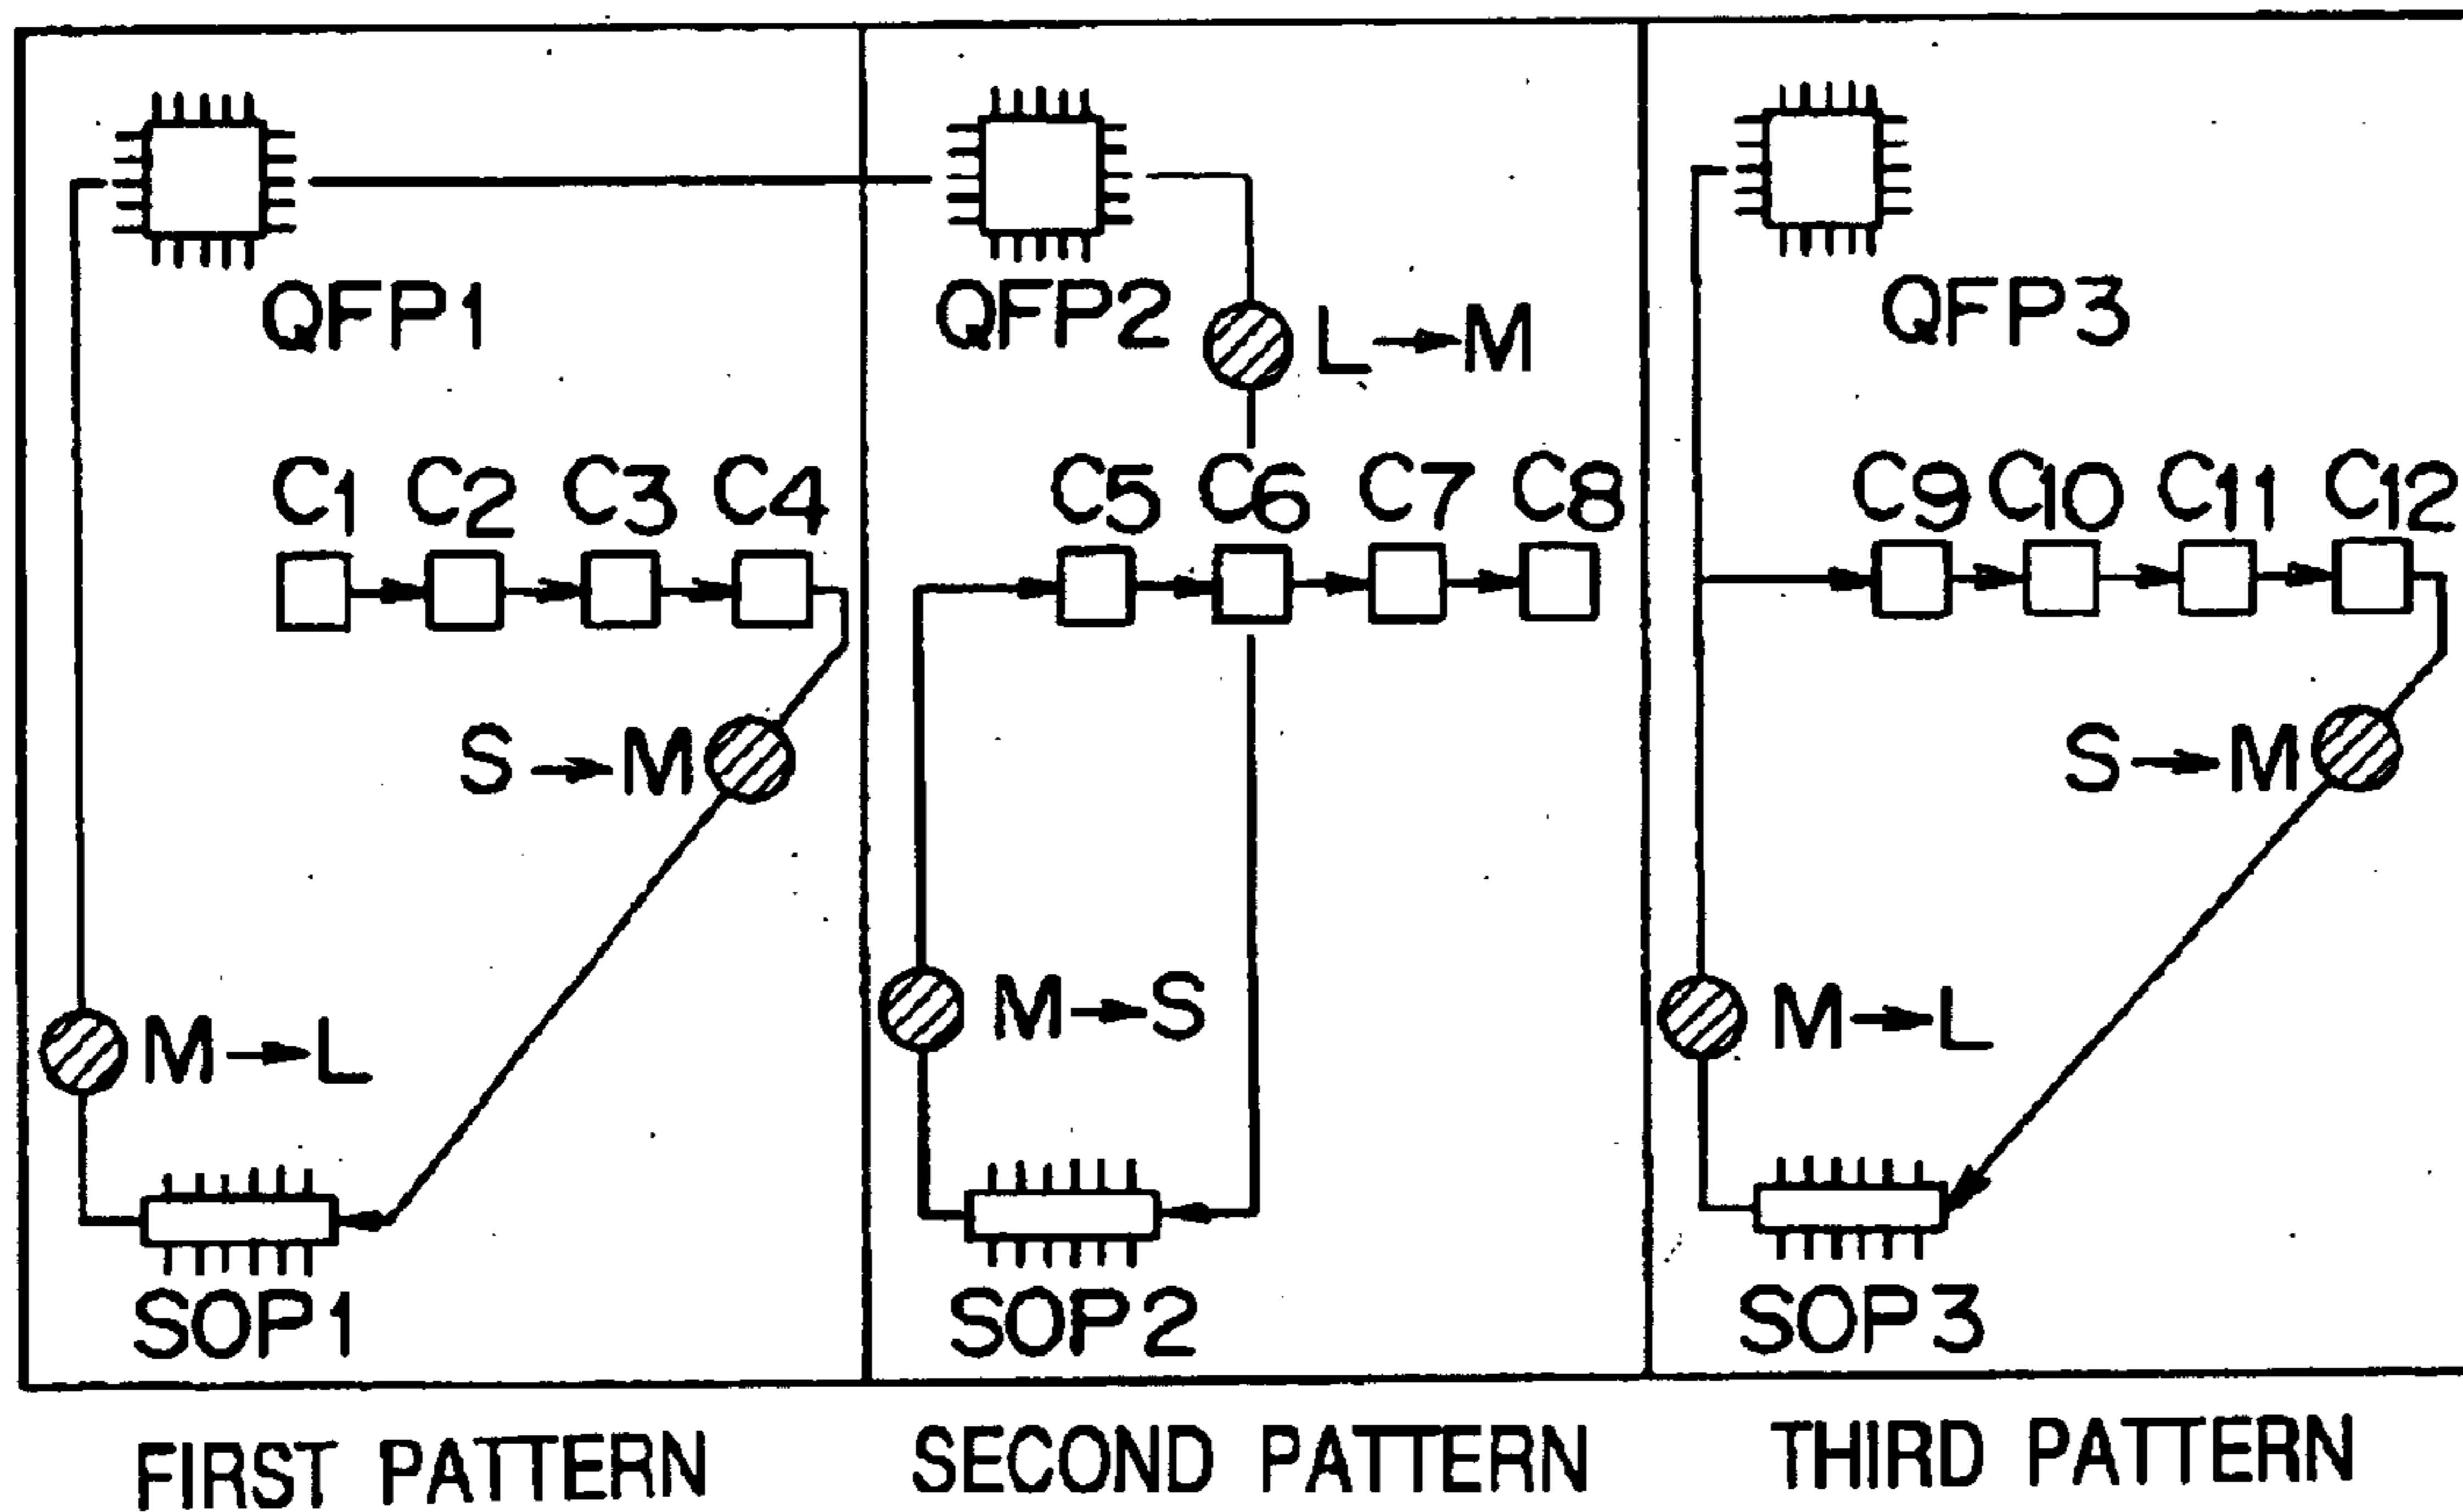 QFP1 QFP2 QFP3
L→M
C1 C2 C3 C4 C5 C6 C7 C8 C9 C10 C11 C12
S→M S→M
M→L M→S M→L
SOP1 SOP2 SOP3
FIRST PATTERN SECOND PATTERN THIRD PATTERN